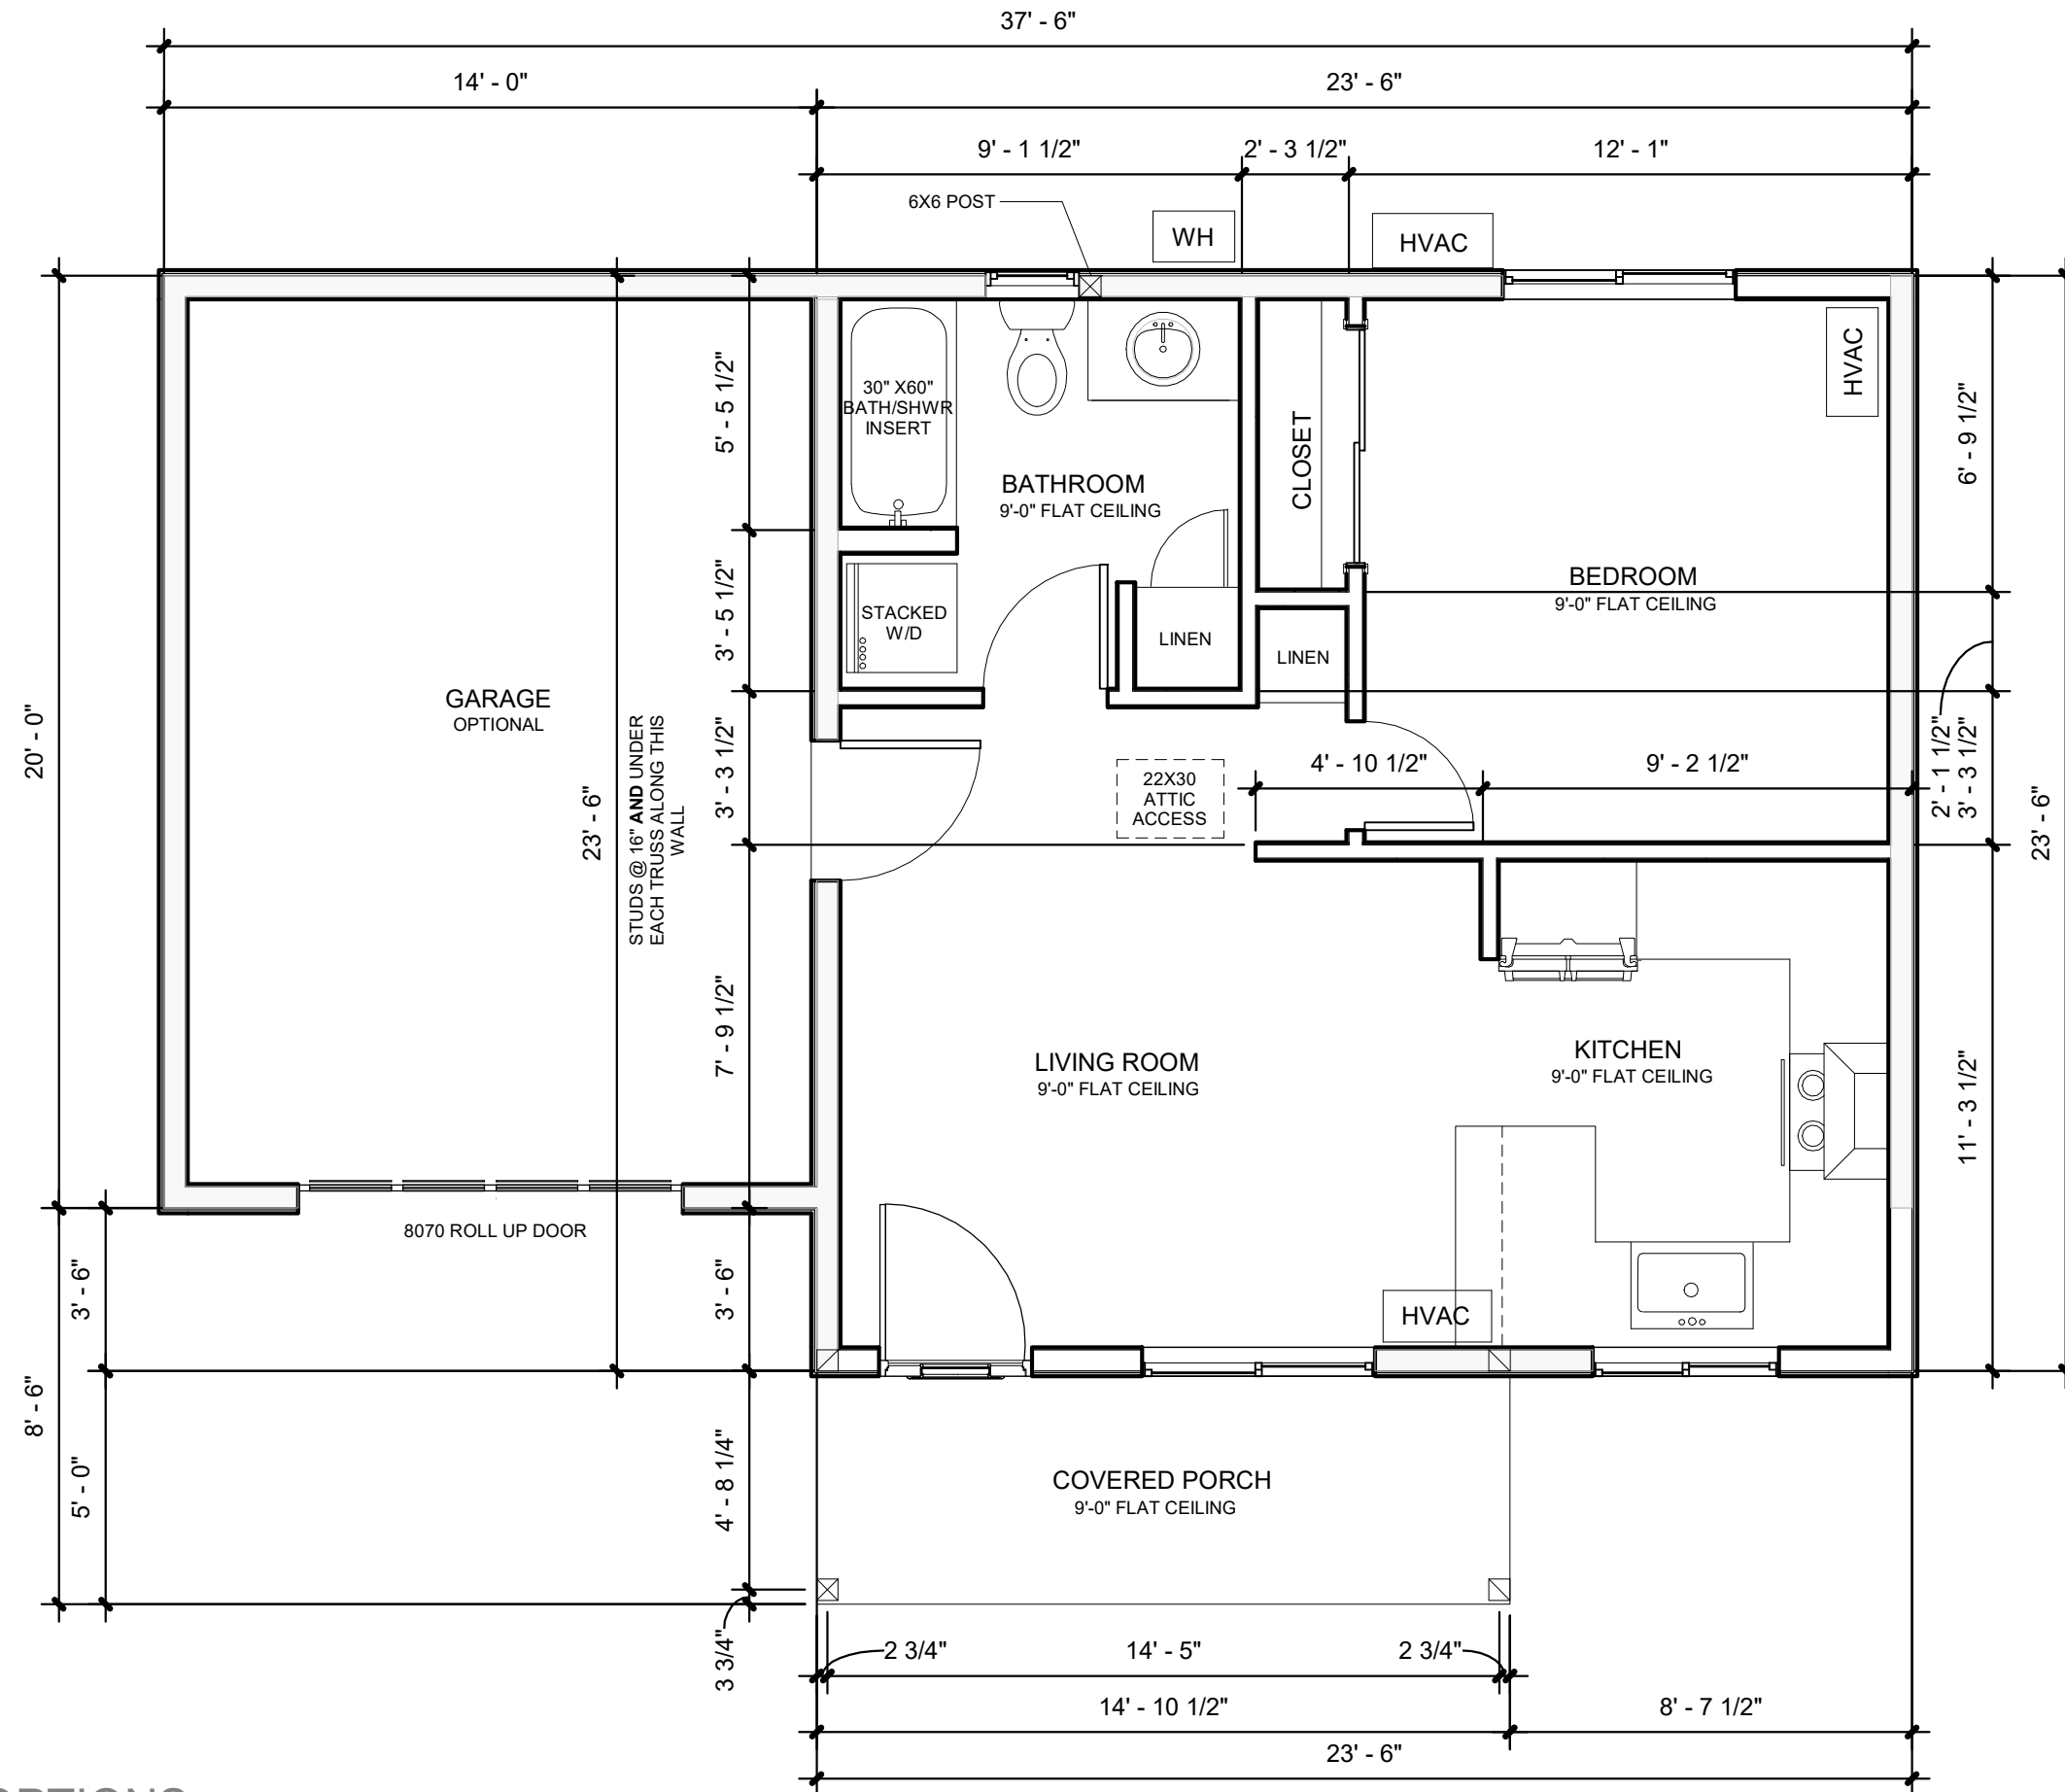 37' - 6"
14' - 0"
23' - 6"
9' - 1 1/2"
2' - 3 1/2"
12' - 1"
6X6 POST
WH
HVAC
HVAC
30" X60"
BATH/SHWR
INSERT
5' - 5 1/2"
CLOSET
6' - 9 1/2"
BATHROOM
9'-0" FLAT CEILING
BEDROOM
9'-0" FLAT CEILING
STACKED
W/D
3' - 5 1/2"
LINEN
LINEN
GARAGE
OPTIONAL
20' - 0"
23' - 6"
STUDS @ 16" AND UNDER
EACH TRUSS ALONG THIS
WALL
3' - 3 1/2"
22X30
ATTIC
ACCESS
4' - 10 1/2"
9' - 2 1/2"
2' - 1 1/2"
3' - 3 1/2"
23' - 6"
7' - 9 1/2"
LIVING ROOM
9'-0" FLAT CEILING
KITCHEN
9'-0" FLAT CEILING
11' - 3 1/2"
8070 ROLL UP DOOR
3' - 6"
3' - 6"
HVAC
8' - 6"
5' - 0"
4' - 8 1/4"
COVERED PORCH
9'-0" FLAT CEILING
3 3/4"
2 3/4"
14' - 5"
2 3/4"
14' - 10 1/2"
8' - 7 1/2"
23' - 6"